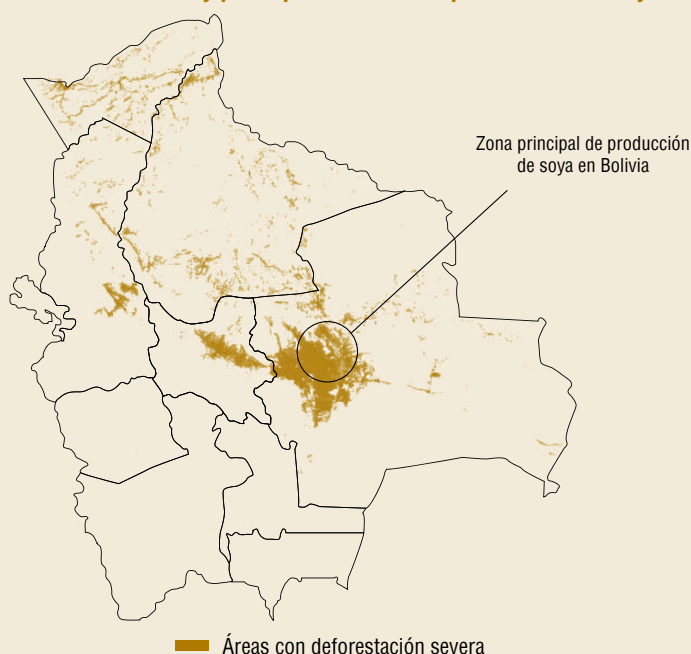 Zona principal de producción
de soya en Bolivia
Áreas con deforestación severa